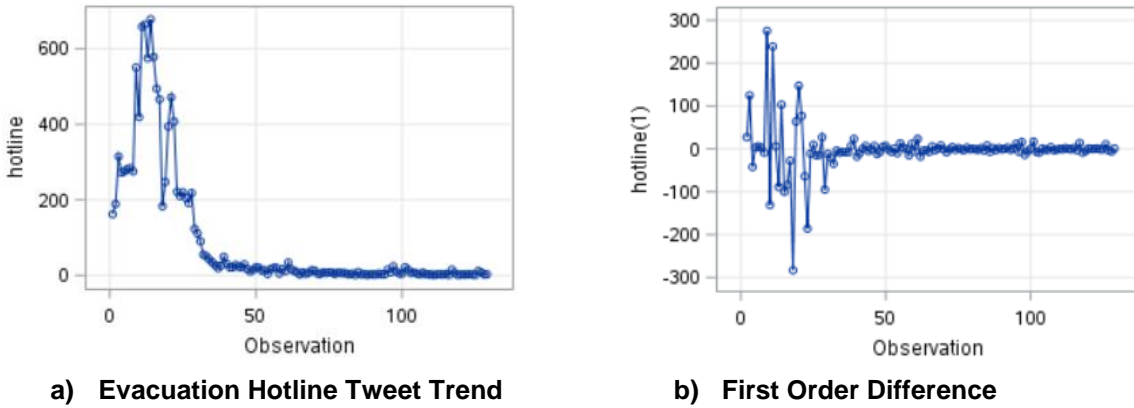 600
400
200
0
hotline
0
50
100
Observation
300
200
100
0
-100
-200
-300
hotline(1)
0
50
100
Observation
a) Evacuation Hotline Tweet Trend
b) First Order Difference